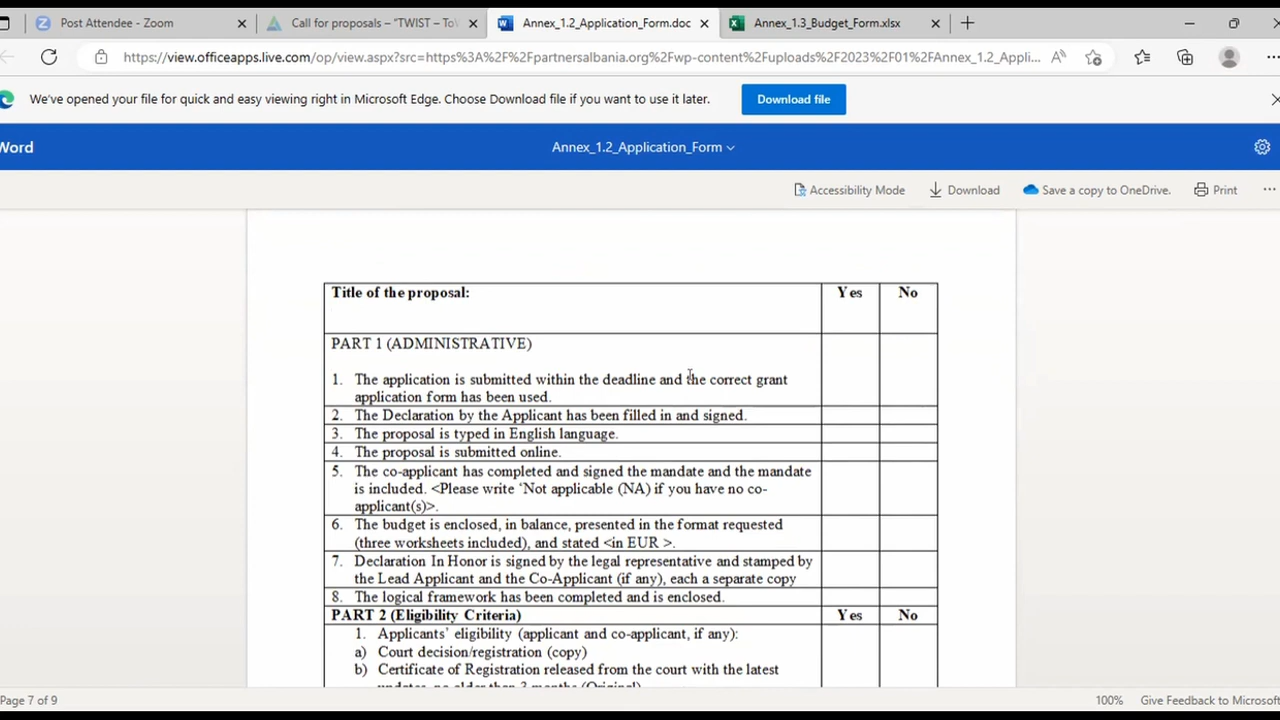 Post Attendee - Zoom
Call for proposals – “TWIST – ToW
Annex_1.2_Application_Form.doc
Annex_1.3_Budget_Form.xlsx
https://view.officeapps.live.com/op/view.aspx?src=https%3A%2F%2Fpartnersalbania.org%2Fwp-content%2Fuploads%2F2023%2F01%2FAnnex_1.2_Appli...
We've opened your file for quick and easy viewing right in Microsoft Edge. Choose Download file if you want to use it later.
Download file
Word
Annex_1.2_Application_Form
Accessibility Mode
Download
Save a copy to OneDrive.
Print
Title of the proposal:
Yes
No
PART 1 (ADMINISTRATIVE)
1. The application is submitted within the deadline and the correct grant
application form has been used.
2. The Declaration by the Applicant has been filled in and signed.
3. The proposal is typed in English language.
4. The proposal is submitted online.
5. The co-applicant has completed and signed the mandate and the mandate
is included. <Please write ‘Not applicable (NA) if you have no co-
applicant(s)>.
6. The budget is enclosed, in balance, presented in the format requested
(three worksheets included), and stated <in EUR >.
7. Declaration In Honor is signed by the legal representative and stamped by
the Lead Applicant and the Co-Applicant (if any), each a separate copy
8. The logical framework has been completed and is enclosed.
PART 2 (Eligibility Criteria)
Yes
No
1. Applicants’ eligibility (applicant and co-applicant, if any):
a) Court decision/registration (copy)
b) Certificate of Registration released from the court with the latest
updates, no older than 3 months (Original)
Page 7 of 9
100%
Give Feedback to Microsoft